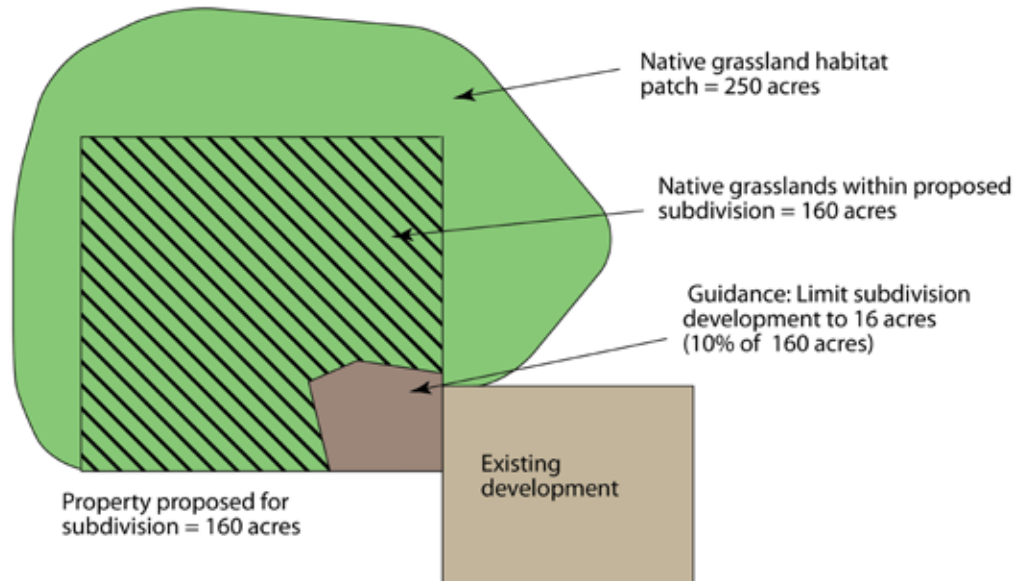 Native grassland habitat
patch = 250 acres
Native grasslands within proposed
subdivision = 160 acres
Guidance: Limit subdivision
development to 16 acres
(10% of 160 acres)
Existing
development
Property proposed for
subdivision = 160 acres